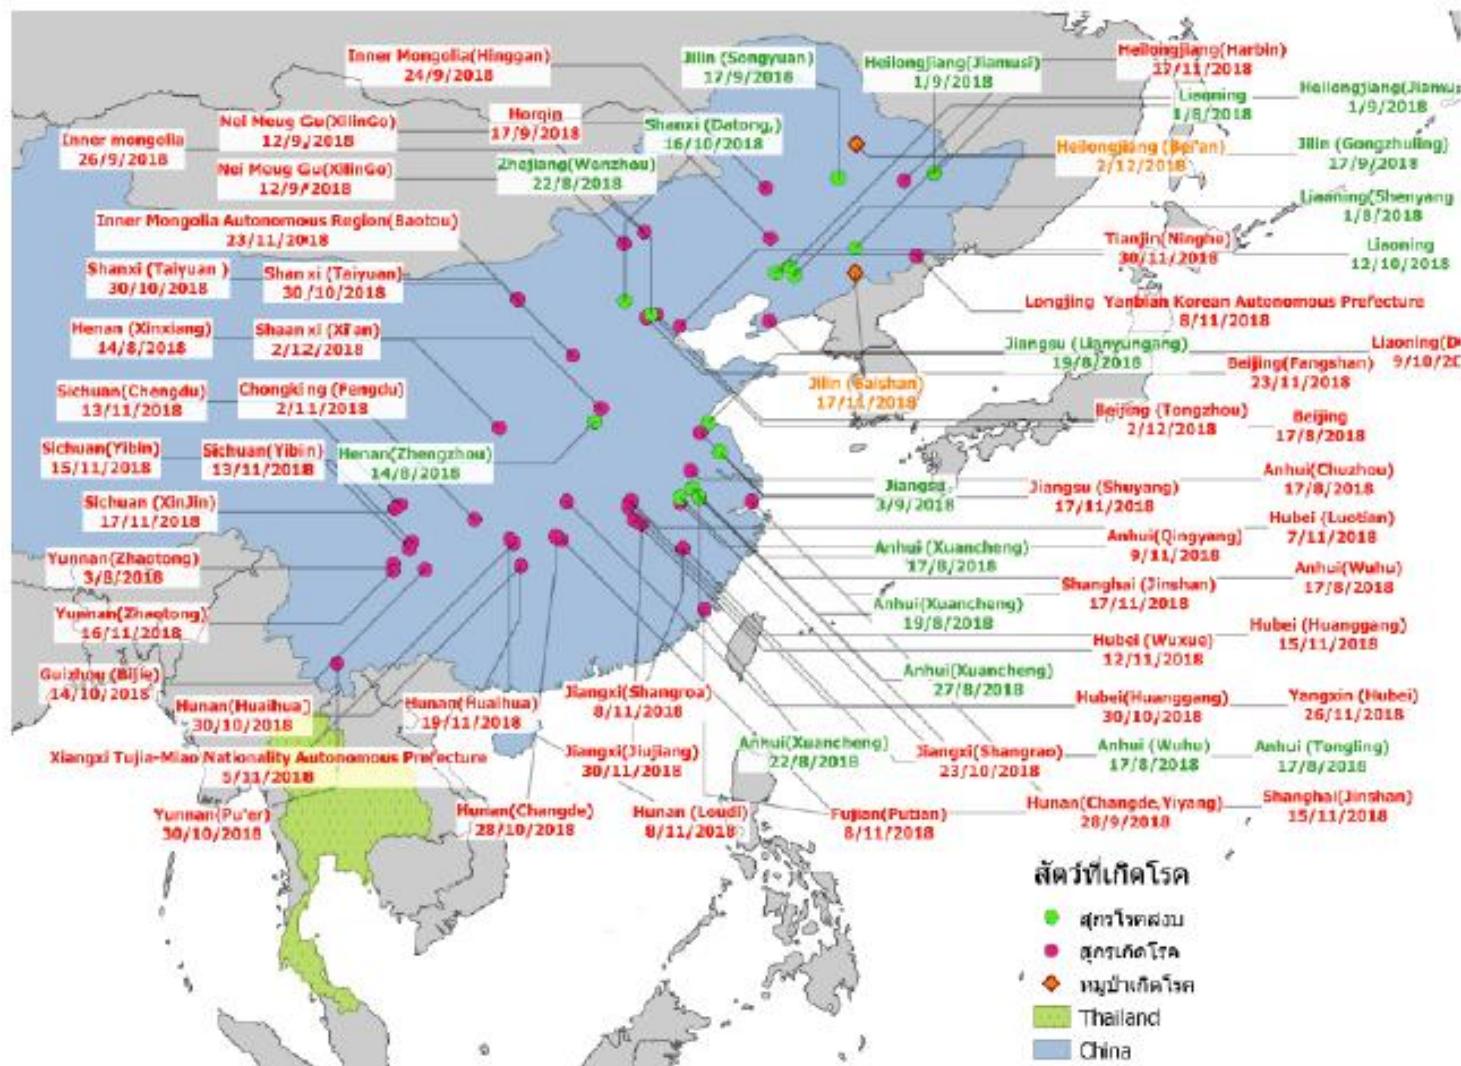 Inner Mongolia(Hinggan)
24/9/2018
Jilin (Songyuan)
17/9/2018
Heilongjiang(Jiamusi)
1/9/2018
Heilongjiang(Harbin)
17/11/2018
Liaoning
1/8/2018
Heilongjiang(Jiamus
1/9/2018
Nei Meug Gu(XilinGo)
12/9/2018
Horqin
17/9/2018
Shanxi (Datong,)
16/10/2018
Inner mongolia
26/9/2018
Nei Meug Gu(XilinGo)
12/9/2018
Zhejiang(Wenzhou)
22/8/2018
Heilongjiang (Bei'an)
2/12/2018
Jilin (Gongzhuling)
17/9/2018
Liaoning(Shenyang
1/8/2018
Inner Mongolia Autonomous Region(Baotou)
23/11/2018
Tianjin(Ninghe)
30/11/2018
Liaoning
12/10/2018
Shanxi (Taiyuan )
30/10/2018
Shanxi (Taiyuan)
30/10/2018
Longjing Yanbian Korean Autonomous Prefecture
8/11/2018
Henan (Xinxiang)
14/8/2018
Shaanxi (Xi'an)
2/12/2018
Jiangsu (Lianyungang)
19/8/2018
Liaoning(D
9/10/20
Beijing(Fangshan)
23/11/2018
Jilin (Baishan)
17/11/2018
Sichuan(Chengdu)
13/11/2018
Chongking (Fengdu)
2/11/2018
Beijing (Tongzhou)
2/12/2018
Beijing
17/8/2018
Sichuan(Yibin)
15/11/2018
Sichuan(Yibin)
13/11/2018
Henan(Zhengzhou)
14/8/2018
Jiangsu
3/9/2018
Jiangsu (Shuyang)
17/11/2018
Anhui(Chuzhou)
17/8/2018
Sichuan (XinJin)
17/11/2018
Hubei (Luotian)
7/11/2018
Anhui(Qingyang)
9/11/2018
Anhui (Xuancheng)
17/8/2018
Yunnan(Zhaotong)
3/8/2018
Anhui(Wuhu)
17/8/2018
Shanghai (Jinshan)
17/11/2018
Yunnan(Zhaotong)
16/11/2018
Anhui(Xuancheng)
19/8/2018
Hubei (Huanggang)
15/11/2018
Hubei (Wuxue)
12/11/2018
Guizhou (Bijie)
14/10/2018
Anhui(Xuancheng)
27/8/2018
Hunan(Huaihua)
30/10/2018
Hunan(Huaihua)
19/11/2018
Jiangxi(Shangroa)
8/11/2018
Hubei(Huanggang)
30/10/2018
Yangxin (Hubei)
26/11/2018
Xiangxi Tujia-Miao Nationality Autonomous Prefecture
5/11/2018
Jiangxi(Jiujiang)
30/11/2018
Anhui(Xuancheng)
22/8/2018
Jiangxi(Shangrao)
23/10/2018
Anhui (Wuhu)
17/8/2018
Anhui (Tongling)
17/8/2018
Yunnan(Pu'er)
30/10/2018
Hunan(Changde)
28/10/2018
Hunan (Loudi)
8/11/2018
Fujian(Putian)
8/11/2018
Hunan(Changde,Yiyang)
28/9/2018
Shanghai(Jinshan)
15/11/2018
สัตว์ที่เกิดโรค
สุกรโรคสงบ
สุกรเกิดโรค
หมูป่าเกิดโรค
Thailand
China